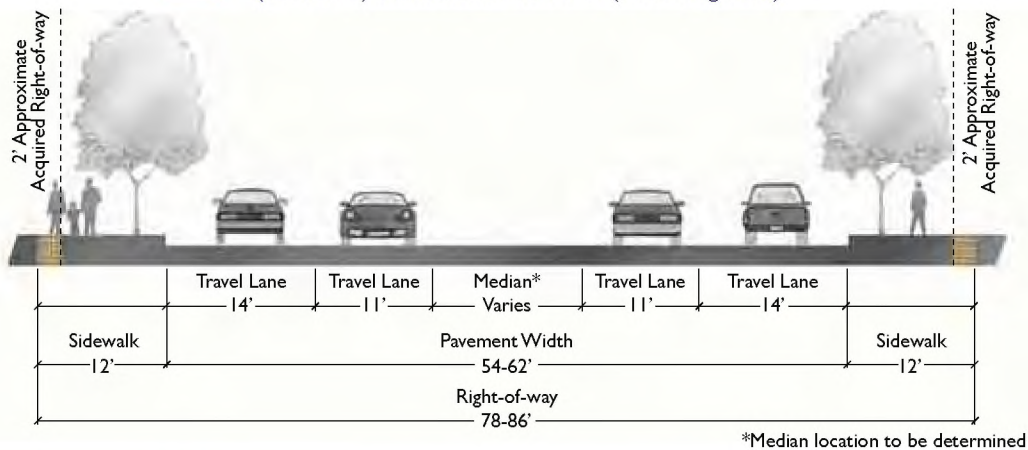 2' Approximate
Acquired Right-of-way
2' Approximate
Acquired Right-of-way
Travel Lane
14'
Travel Lane
11'
Median*
Varies
Travel Lane
11'
Travel Lane
14'
Sidewalk
12'
Pavement Width
54-62'
Sidewalk
12'
Right-of-way
78-86'
*Median location to be determined